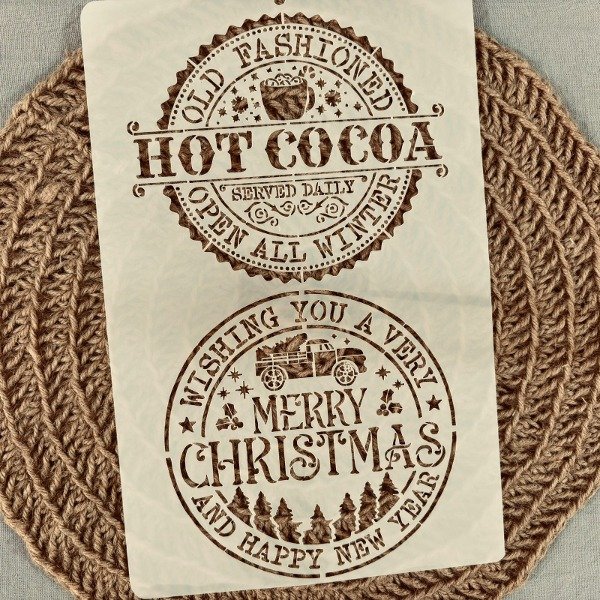 OLD FASHIONED
HOT COCOA
SERVED DAILY
OPEN ALL WINTER
WISHING YOU A VERY
MERRY
CHRISTMAS
AND HAPPY NEW YEAR